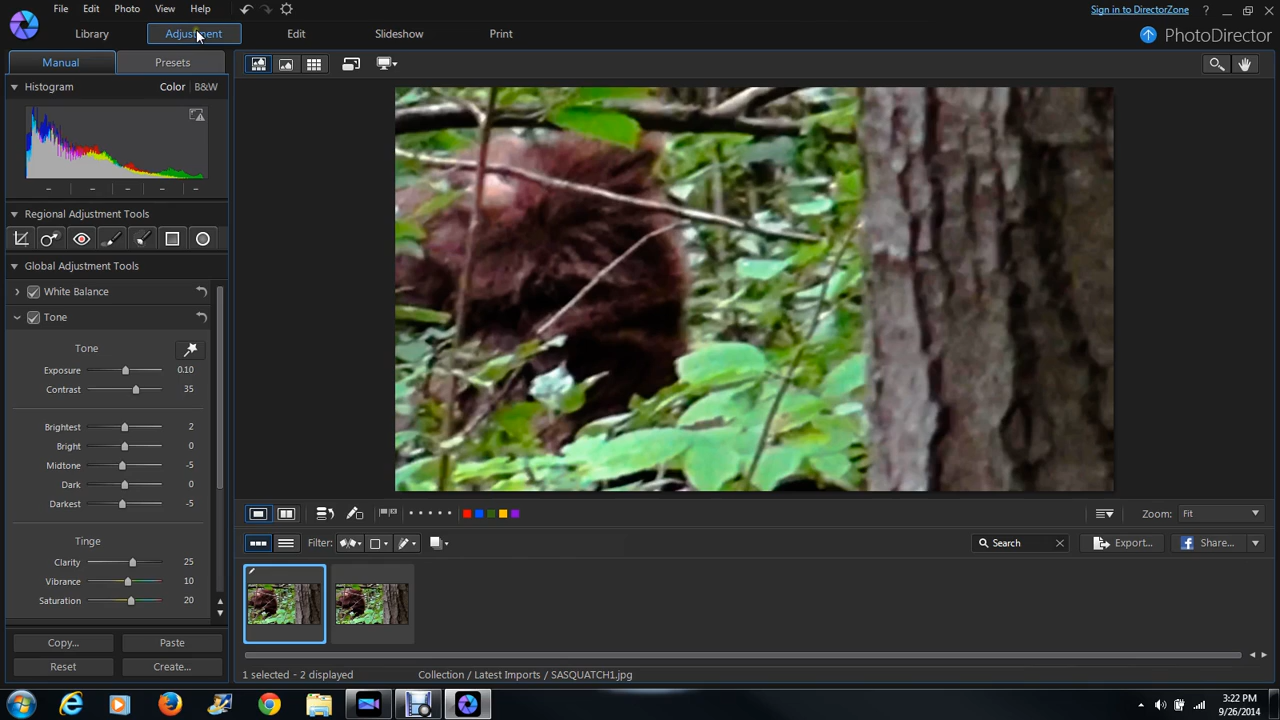 File Edit Photo View Help
Sign in to DirectorZone ?
Library Adjustment Edit Slideshow Print PhotoDirector
Manual Presets
Histogram Color B&W
Regional Adjustment Tools
Global Adjustment Tools
White Balance
Tone
Tone
Exposure 0.10
Contrast 35
Brightest 2
Bright 0
Midtone -5
Dark 0
Darkest -5
Tinge
Clarity 25
Vibrance 10
Saturation 20
Copy... Paste
Reset Create...
Zoom: Fit
Filter: Search Export... Share...
1 selected - 2 displayed Collection / Latest Imports / SASQUATCH1.jpg
3:22 PM
9/26/2014